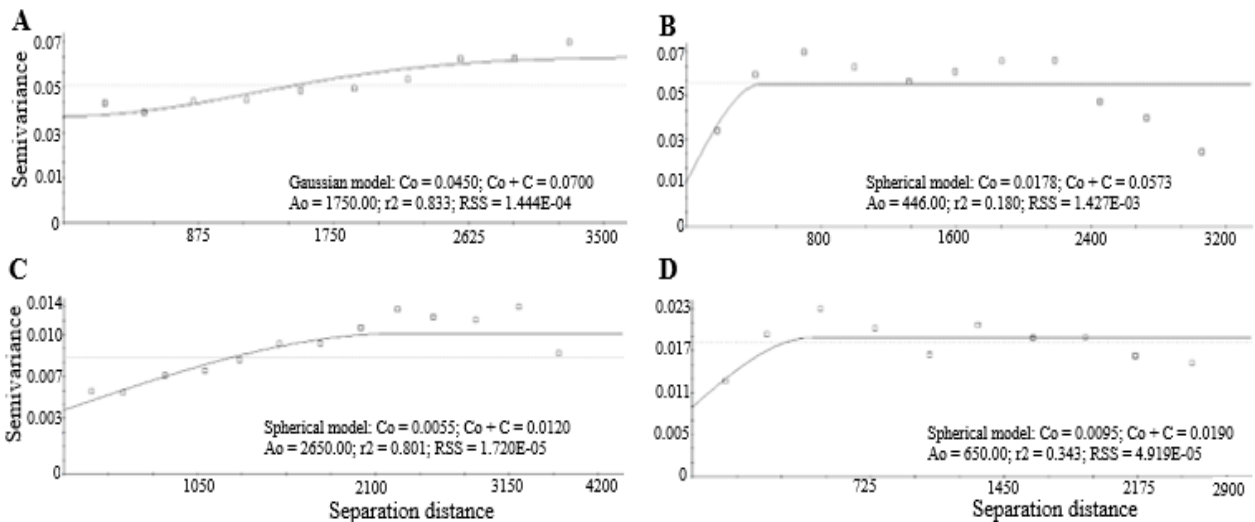 A
Semivariance
0.07
0.05
0.03
0.01
0
Gaussian model: Co = 0.0450; Co + C = 0.0700
Ao = 1750.00; r2 = 0.833; RSS = 1.444E-04
875
1750
2625
3500
B
0.07
0.05
0.03
0.01
0
Spherical model: Co = 0.0178; Co + C = 0.0573
Ao = 446.00; r2 = 0.180; RSS = 1.427E-03
800
1600
2400
3200
C
Semivariance
0.014
0.010
0.007
0.003
0
Spherical model: Co = 0.0055; Co + C = 0.0120
Ao = 2650.00; r2 = 0.801; RSS = 1.720E-05
1050
2100
3150
4200
Separation distance
D
0.023
0.017
0.011
0.005
0
Spherical model: Co = 0.0095; Co + C = 0.0190
Ao = 650.00; r2 = 0.343; RSS = 4.919E-05
725
1450
2175
2900
Separation distance